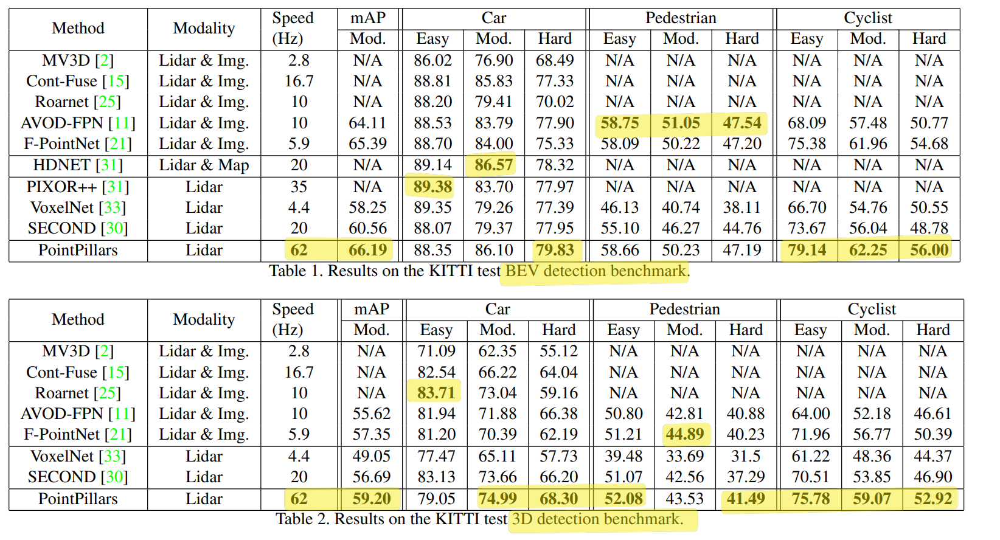 Method Modality Speed (Hz) mAP Car Pedestrian Cyclist
Mod. Easy Mod. Hard Easy Mod. Hard Easy Mod. Hard
MV3D [2] Lidar & Img. 2.8 N/A 86.02 76.90 68.49 N/A N/A N/A N/A N/A N/A
Cont-Fuse [15] Lidar & Img. 16.7 N/A 88.81 85.83 77.33 N/A N/A N/A N/A N/A N/A
Roarnet [25] Lidar & Img. 10 N/A 88.20 79.41 70.02 N/A N/A N/A N/A N/A N/A
AVOD-FPN [11] Lidar & Img. 10 64.11 88.53 83.79 77.90 58.75 51.05 47.54 68.09 57.48 50.77
F-PointNet [21] Lidar & Img. 5.9 65.39 88.70 84.00 75.33 58.09 50.22 47.20 75.38 61.96 54.68
HDNET [31] Lidar & Map 20 N/A 89.14 86.57 78.32 N/A N/A N/A N/A N/A N/A
PIXOR++ [31] Lidar 35 N/A 89.38 83.70 77.97 N/A N/A N/A N/A N/A N/A
VoxelNet [33] Lidar 4.4 58.25 89.35 79.26 77.39 46.13 40.74 38.11 66.70 54.76 50.55
SECOND [30] Lidar 20 60.56 88.07 79.37 77.95 55.10 46.27 44.76 73.67 56.04 48.78
PointPillars Lidar 62 66.19 88.35 86.10 79.83 58.66 50.23 47.19 79.14 62.25 56.00
Table 1. Results on the KITTI test BEV detection benchmark.
Method Modality Speed (Hz) mAP Car Pedestrian Cyclist
Mod. Easy Mod. Hard Easy Mod. Hard Easy Mod. Hard
MV3D [2] Lidar & Img. 2.8 N/A 71.09 62.35 55.12 N/A N/A N/A N/A N/A N/A
Cont-Fuse [15] Lidar & Img. 16.7 N/A 82.54 66.22 64.04 N/A N/A N/A N/A N/A N/A
Roarnet [25] Lidar & Img. 10 N/A 83.71 73.04 59.16 N/A N/A N/A N/A N/A N/A
AVOD-FPN [11] Lidar & Img. 10 55.62 81.94 71.88 66.38 50.80 42.81 40.88 64.00 52.18 46.61
F-PointNet [21] Lidar & Img. 5.9 57.35 81.20 70.39 62.19 51.21 44.89 40.23 71.96 56.77 50.39
VoxelNet [33] Lidar 4.4 49.05 77.47 65.11 57.73 39.48 33.69 31.5 61.22 48.36 44.37
SECOND [30] Lidar 20 56.69 83.13 73.66 66.20 51.07 42.56 37.29 70.51 53.85 46.90
PointPillars Lidar 62 59.20 79.05 74.99 68.30 52.08 43.53 41.49 75.78 59.07 52.92
Table 2. Results on the KITTI test 3D detection benchmark.